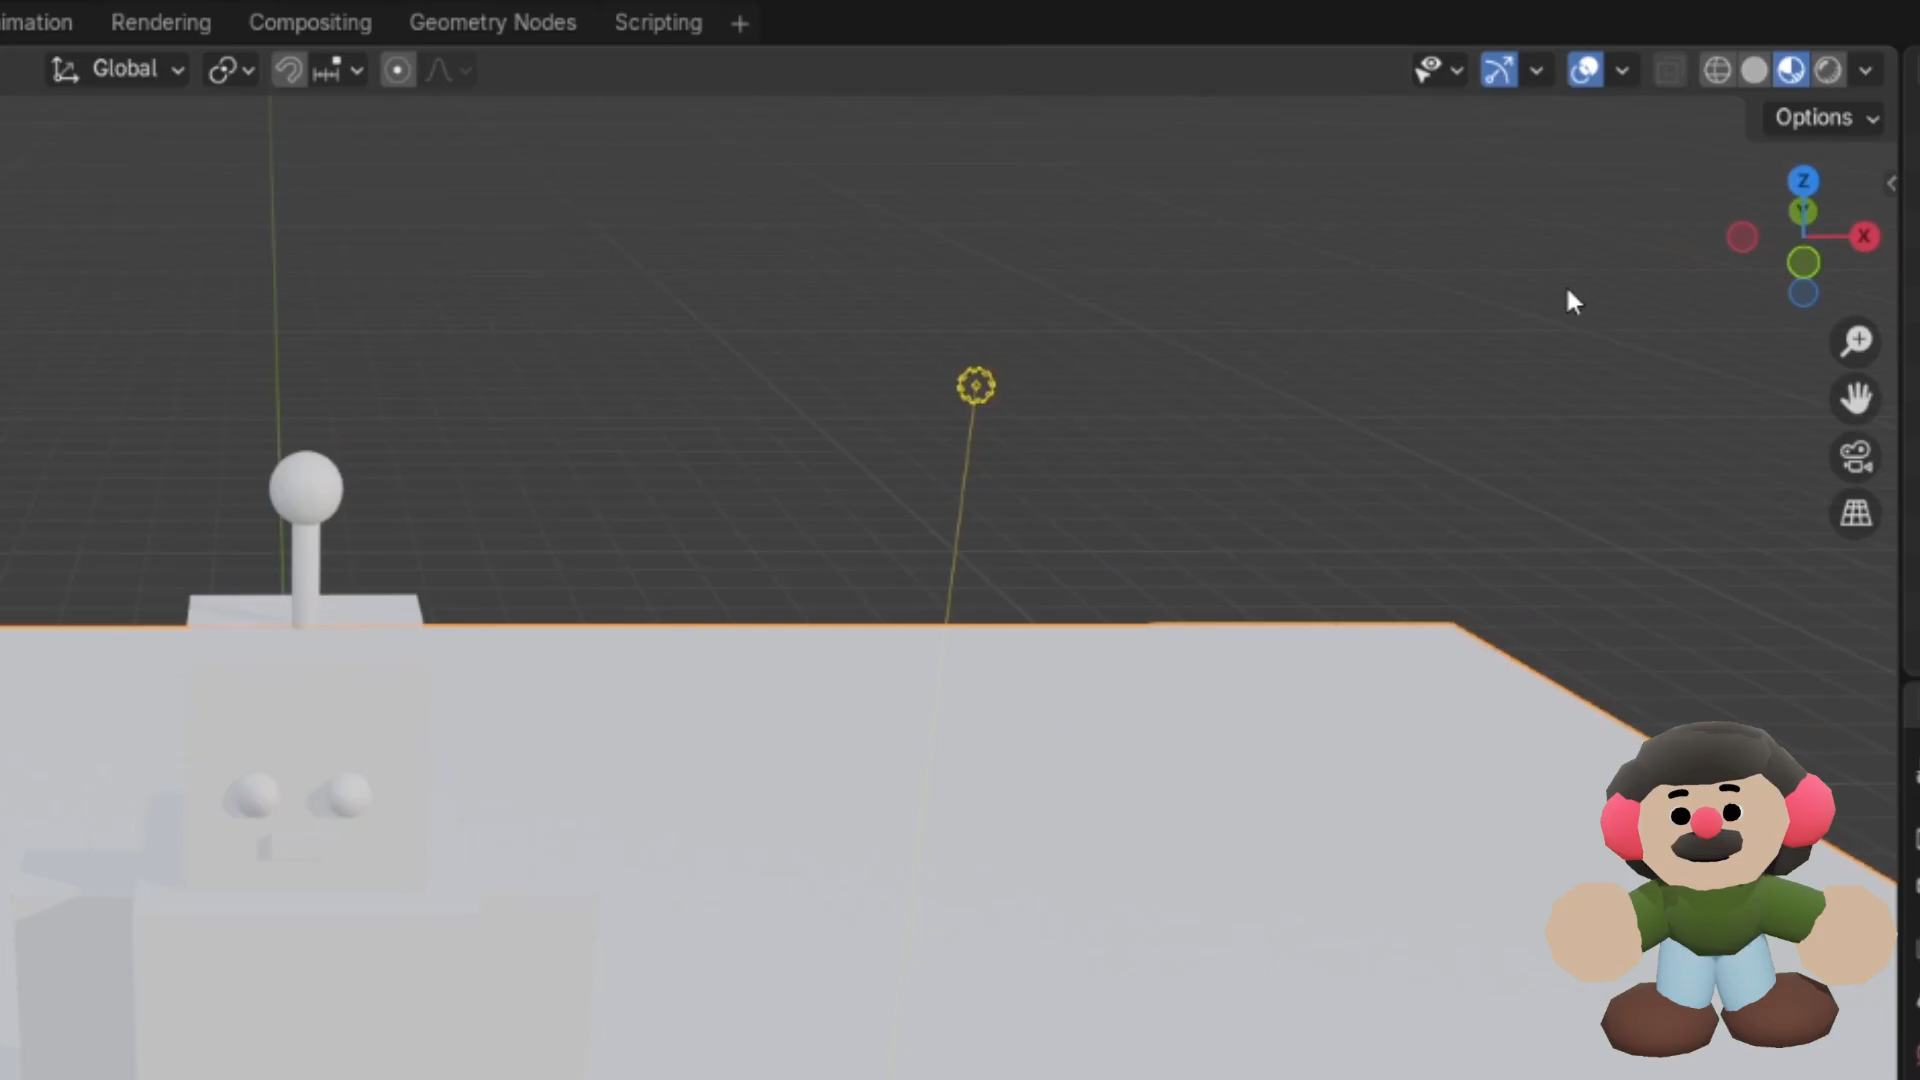 imation Rendering Compositing Geometry Nodes Scripting +
Global
Options
Z
Y
X